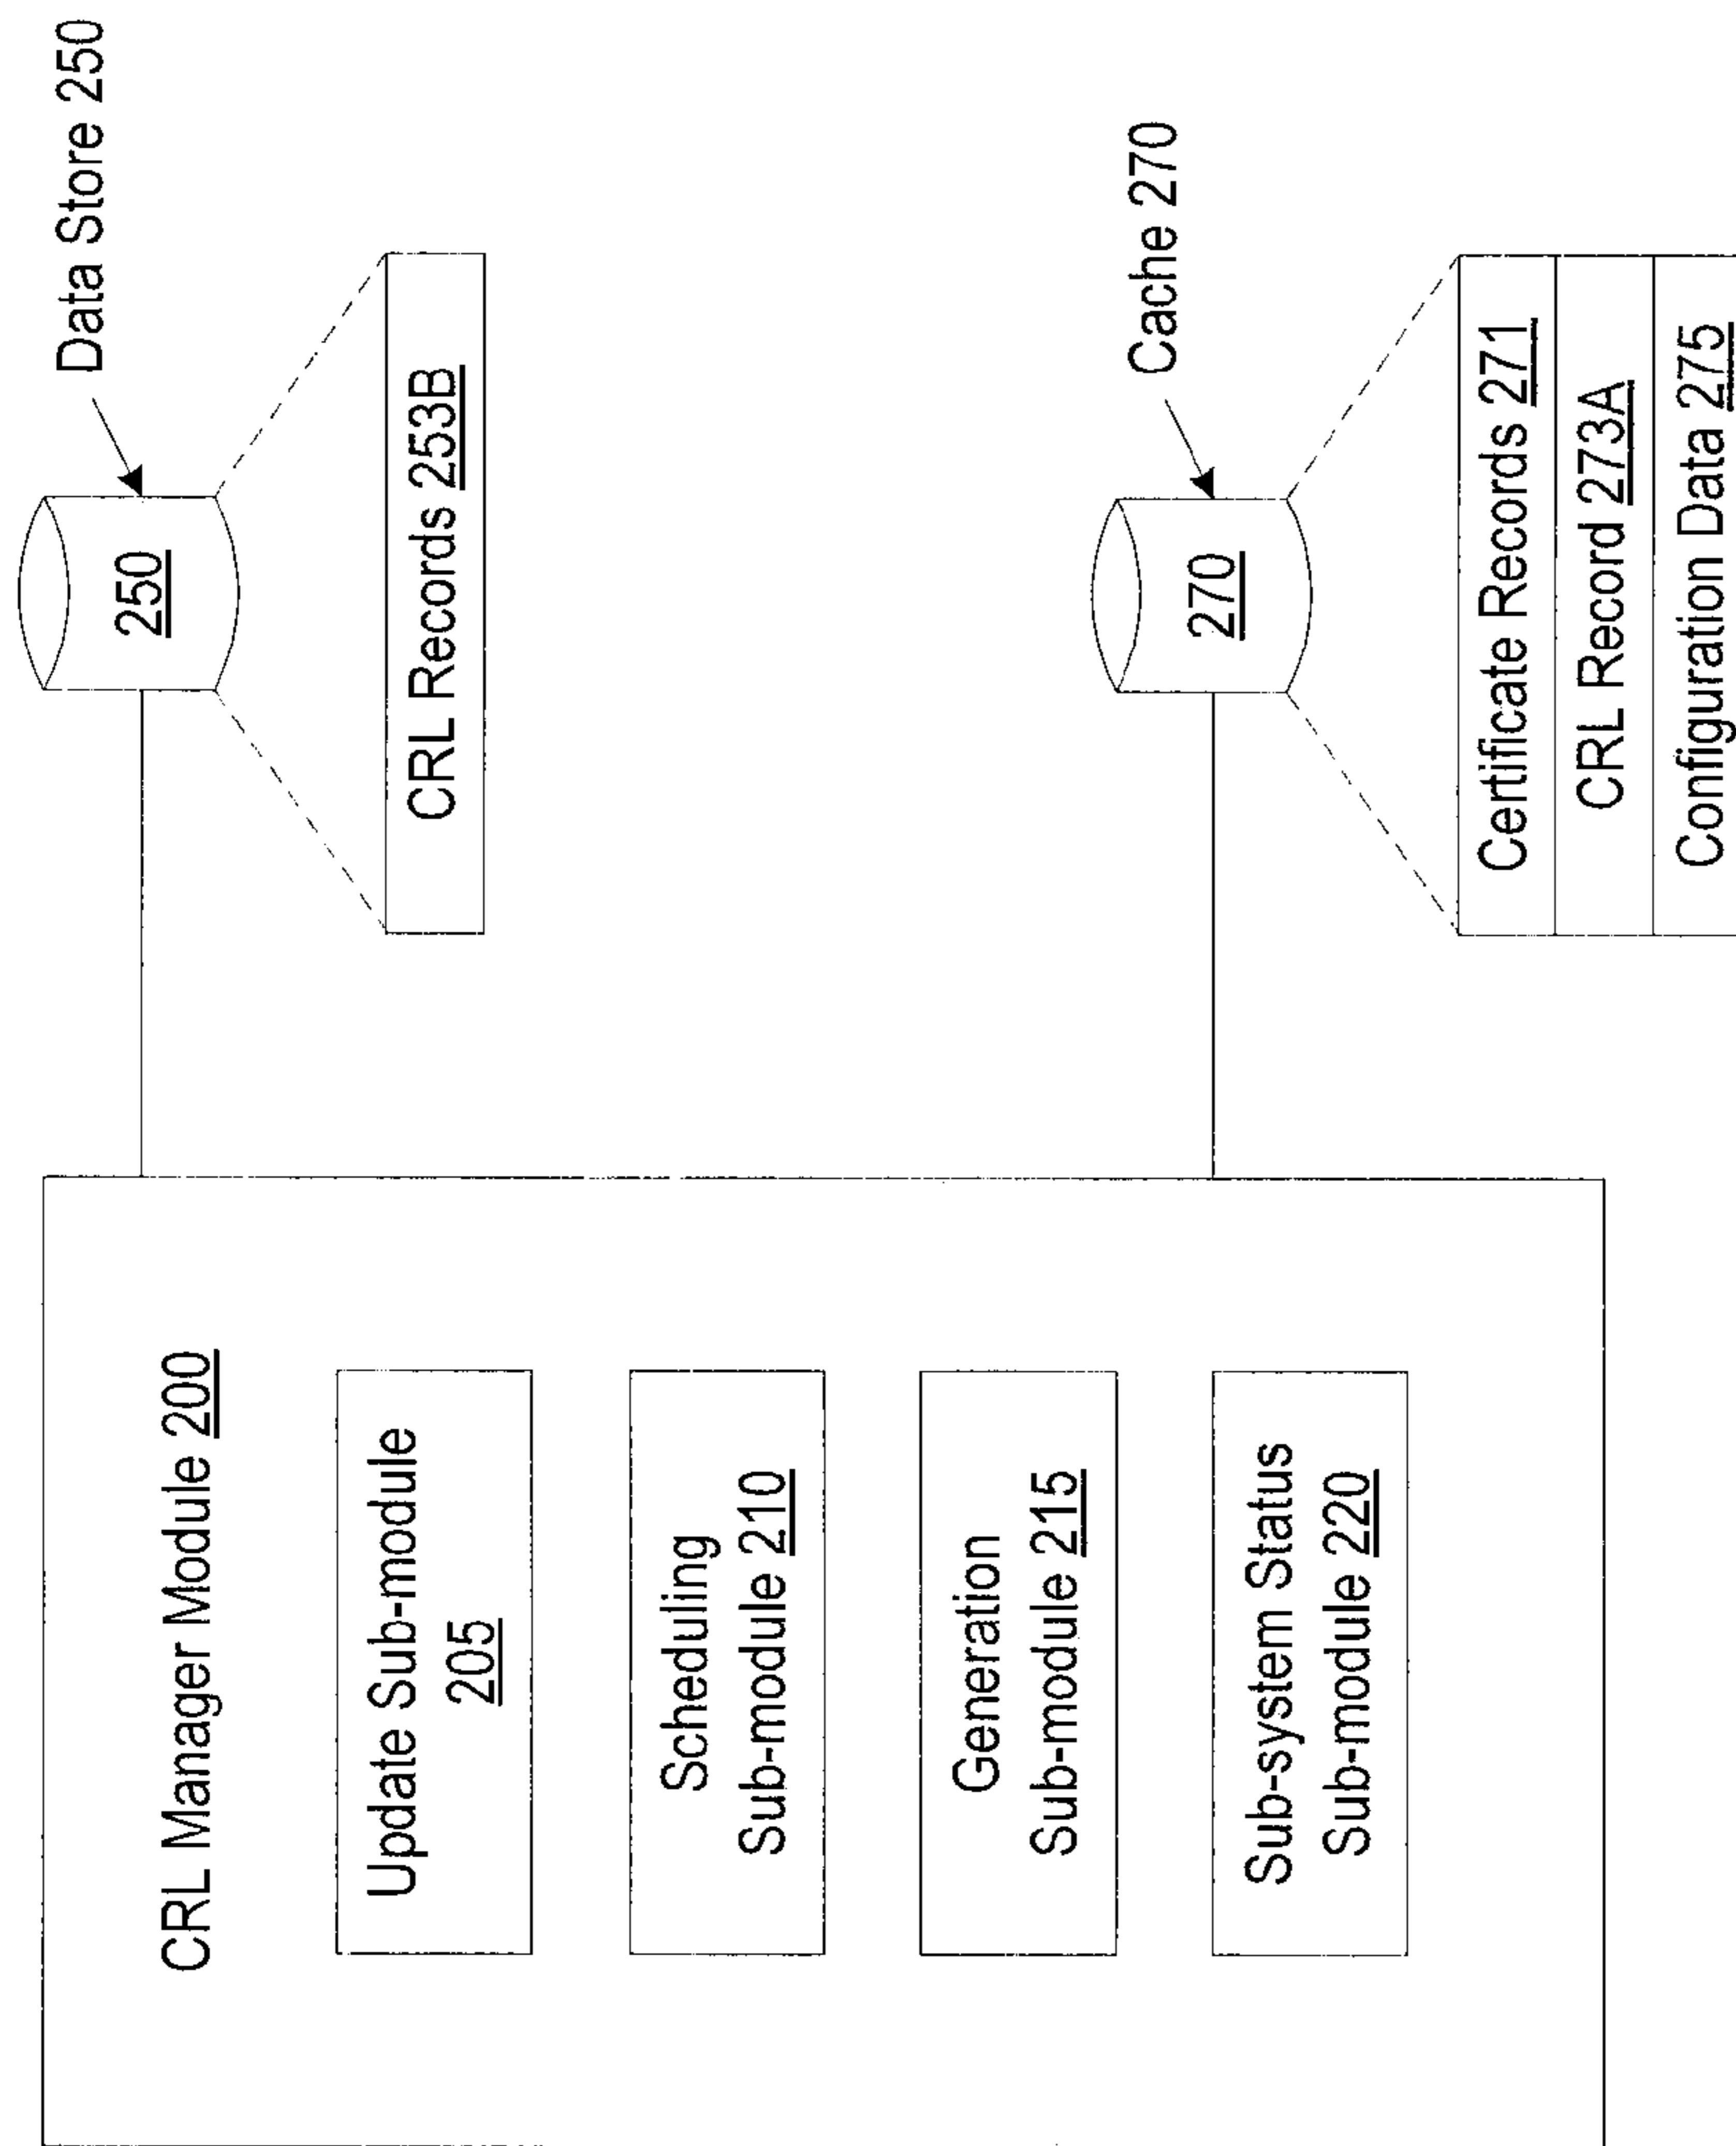 CRL Manager Module 200
Update Sub-module
205
Scheduling
Sub-module 210
Generation
Sub-module 215
Sub-system Status
Sub-module 220
Data Store 250
250
CRL Records 253B
Cache 270
270
Certificate Records 271
CRL Record 273A
Configuration Data 275